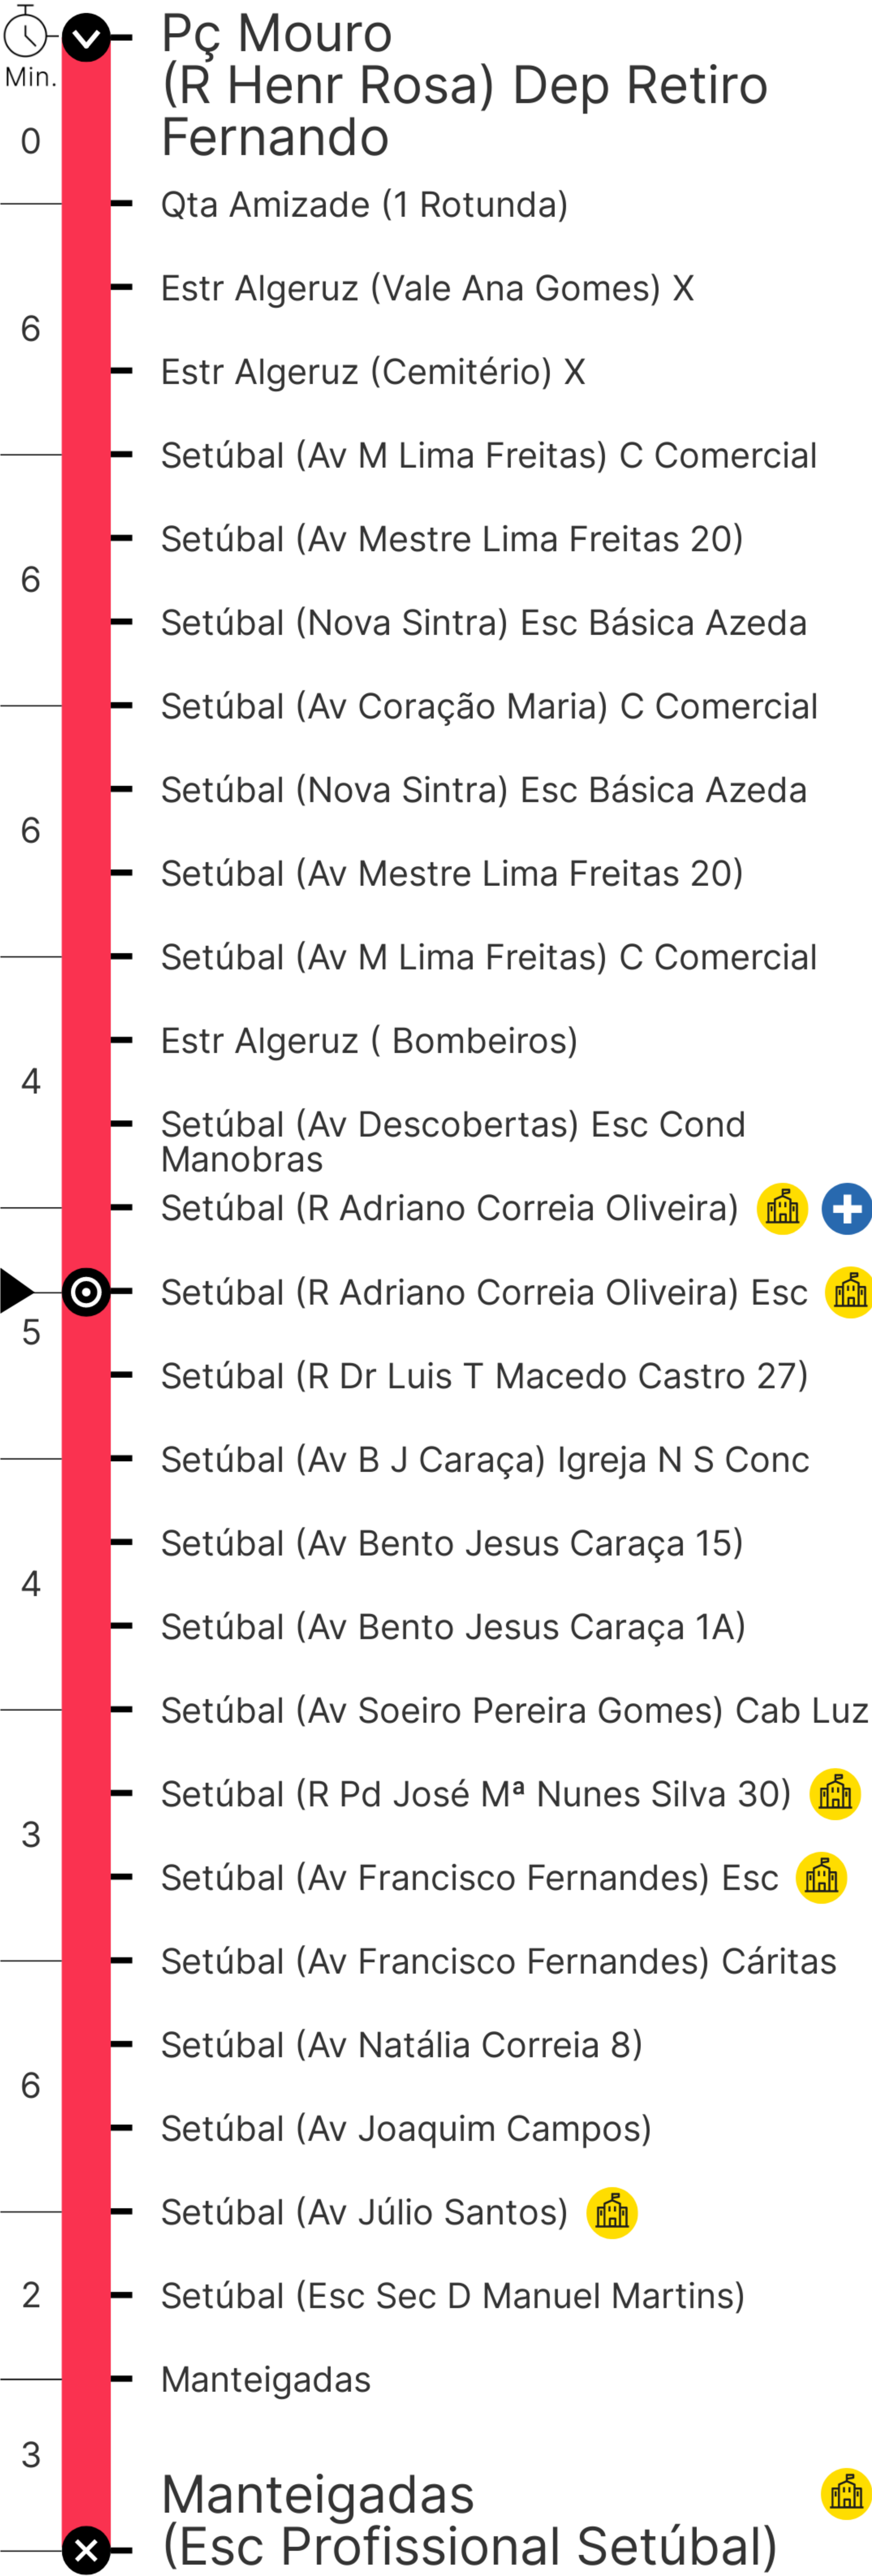 Pç Mouro
(R Henr Rosa) Dep Retiro
Fernando
Min.
0
Qta Amizade (1 Rotunda)
Estr Algeruz (Vale Ana Gomes) X
6
Estr Algeruz (Cemitério) X
Setúbal (Av M Lima Freitas) C Comercial
Setúbal (Av Mestre Lima Freitas 20)
6
Setúbal (Nova Sintra) Esc Básica Azeda
Setúbal (Av Coração Maria) C Comercial
Setúbal (Nova Sintra) Esc Básica Azeda
6
Setúbal (Av Mestre Lima Freitas 20)
Setúbal (Av M Lima Freitas) C Comercial
Estr Algeruz ( Bombeiros)
4
Setúbal (Av Descobertas) Esc Cond
Manobras
Setúbal (R Adriano Correia Oliveira)
Setúbal (R Adriano Correia Oliveira) Esc
5
Setúbal (R Dr Luis T Macedo Castro 27)
Setúbal (Av B J Caraça) Igreja N S Conc
Setúbal (Av Bento Jesus Caraça 15)
4
Setúbal (Av Bento Jesus Caraça 1A)
Setúbal (Av Soeiro Pereira Gomes) Cab Luz
Setúbal (R Pd José Mª Nunes Silva 30)
3
Setúbal (Av Francisco Fernandes) Esc
Setúbal (Av Francisco Fernandes) Cáritas
Setúbal (Av Natália Correia 8)
6
Setúbal (Av Joaquim Campos)
Setúbal (Av Júlio Santos)
2
Setúbal (Esc Sec D Manuel Martins)
Manteigadas
3
Manteigadas
(Esc Profissional Setúbal)